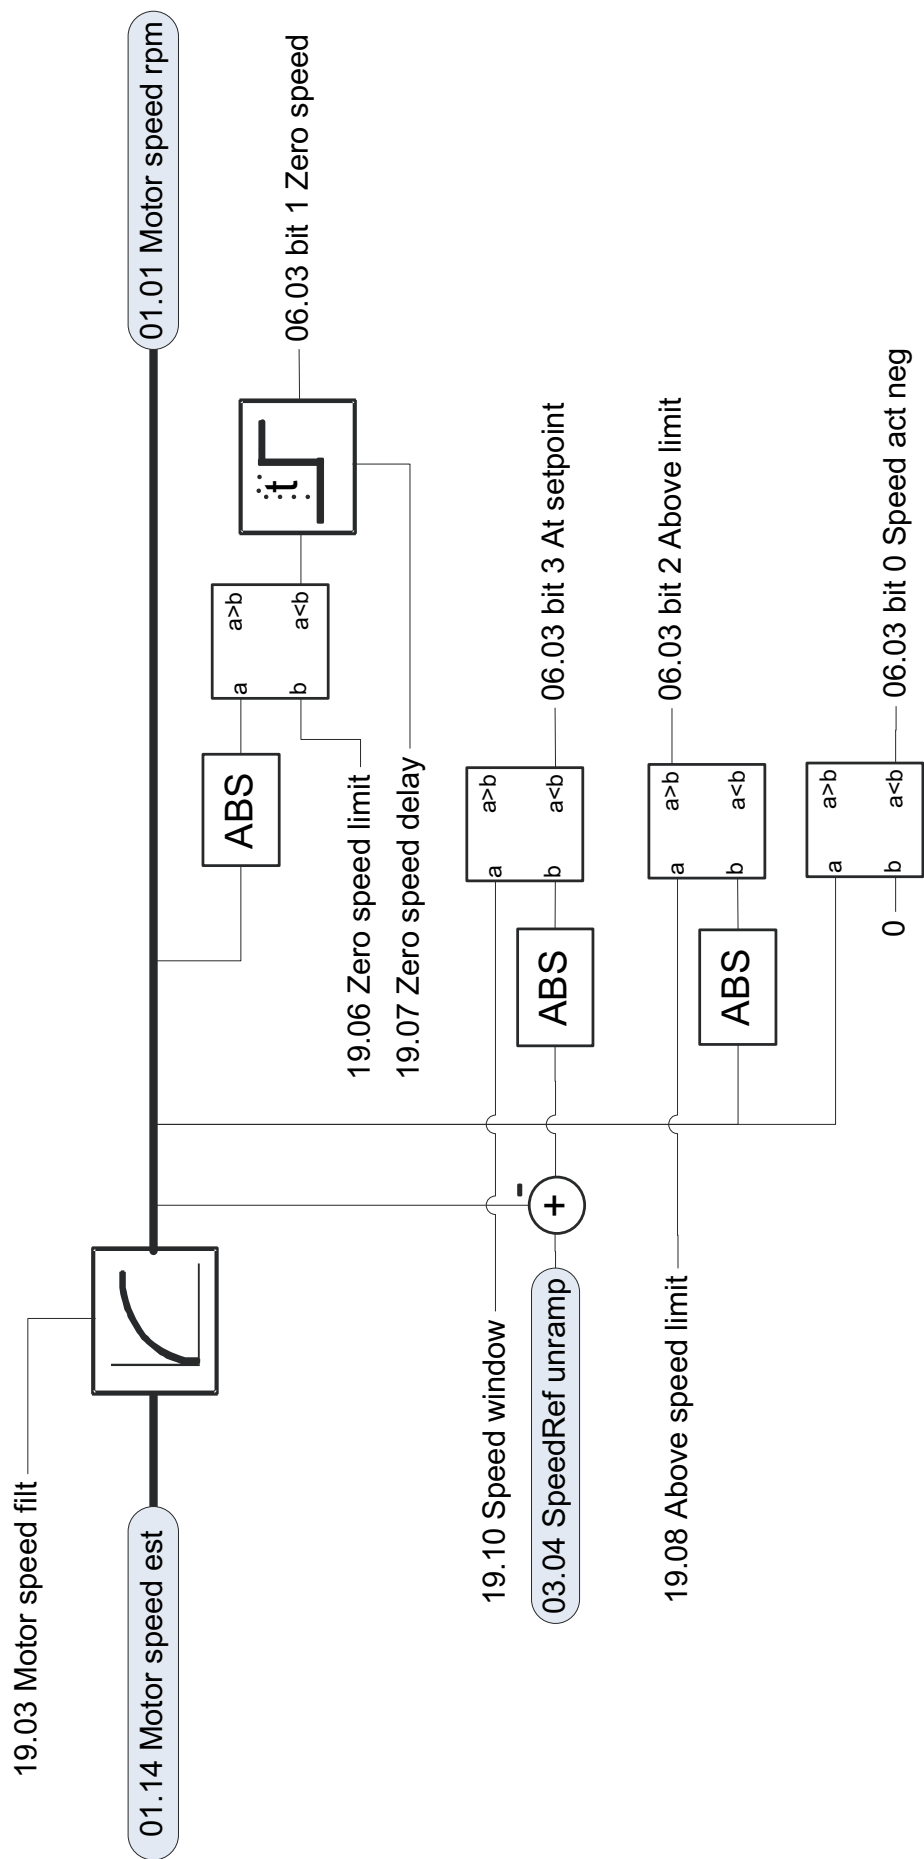 19.03 Motor speed filt
01.14 Motor speed est
01.01 Motor speed rpm
ABS
a
a>b
b
a<b
t
06.03 bit 1 Zero speed
19.06 Zero speed limit
19.07 Zero speed delay
19.10 Speed window
a
a>b
03.04 SpeedRef unramp
-
+
ABS
b
a<b
06.03 bit 3 At setpoint
19.08 Above speed limit
a
a>b
06.03 bit 2 Above limit
ABS
b
a<b
a
a>b
0
b
a<b
06.03 bit 0 Speed act neg